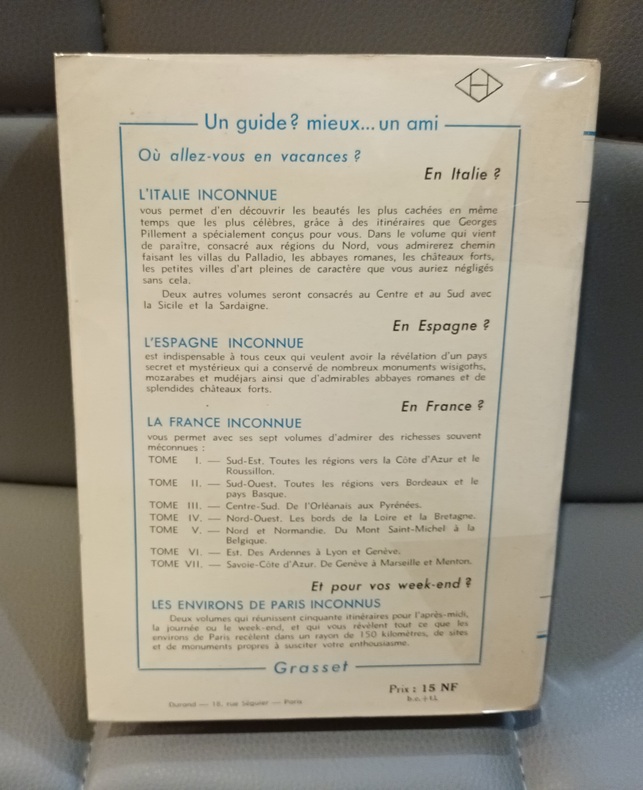 H
Un guide? mieux... un ami
Où allez-vous en vacances ?
En Italie ?
L'ITALIE INCONNUE
vous permet d'en découvrir les beautés les plus cachées en même
temps que les plus célèbres, grâce à des itinéraires que Georges
Pillement a spécialement conçus pour vous. Dans le volume qui vient
de paraître, consacré aux régions du Nord, vous admirerez chemin
faisant les villas du Palladio, les abbayes romanes, les châteaux forts,
les petites villes d'art pleines de caractère que vous auriez négligés
sans cela.
Deux autres volumes seront consacrés au Centre et au Sud avec
la Sicile et la Sardaigne.
En Espagne ?
L'ESPAGNE INCONNUE
est indispensable à tous ceux qui veulent avoir la révélation d'un pays
secret et mystérieux qui a conservé de nombreux monuments wisigoths,
mozarabes et mudéjars ainsi que d'admirables abbayes romanes et de
splendides châteaux forts.
En France ?
LA FRANCE INCONNUE
vous permet avec ses sept volumes d'admirer des richesses souvent
méconnues :
TOME I. — Sud-Est. Toutes les régions vers la Côte d'Azur et le
Roussillon.
TOME II. — Sud-Ouest. Toutes les régions vers Bordeaux et le
pays Basque.
TOME III. — Centre-Sud. De l'Orléanais aux Pyrénées.
TOME IV. — Nord-Ouest. Les bords de la Loire et la Bretagne.
TOME V. — Nord et Normandie. Du Mont Saint-Michel à la
Belgique.
TOME VI. — Est. Des Ardennes à Lyon et Genève.
TOME VII. — Savoie-Côte d'Azur. De Genève à Marseille et Menton.
Et pour vos week-end ?
LES ENVIRONS DE PARIS INCONNUS
Deux volumes qui réunissent cinquante itinéraires pour l'après-midi,
la journée ou le week-end, et qui vous révèlent tout ce que les
environs de Paris recèlent dans un rayon de 150 kilomètres, de sites
et de monuments propres à susciter votre enthousiasme.
Grasset
Prix : 15 NF
Durand — 18, rue Séguier — Paris